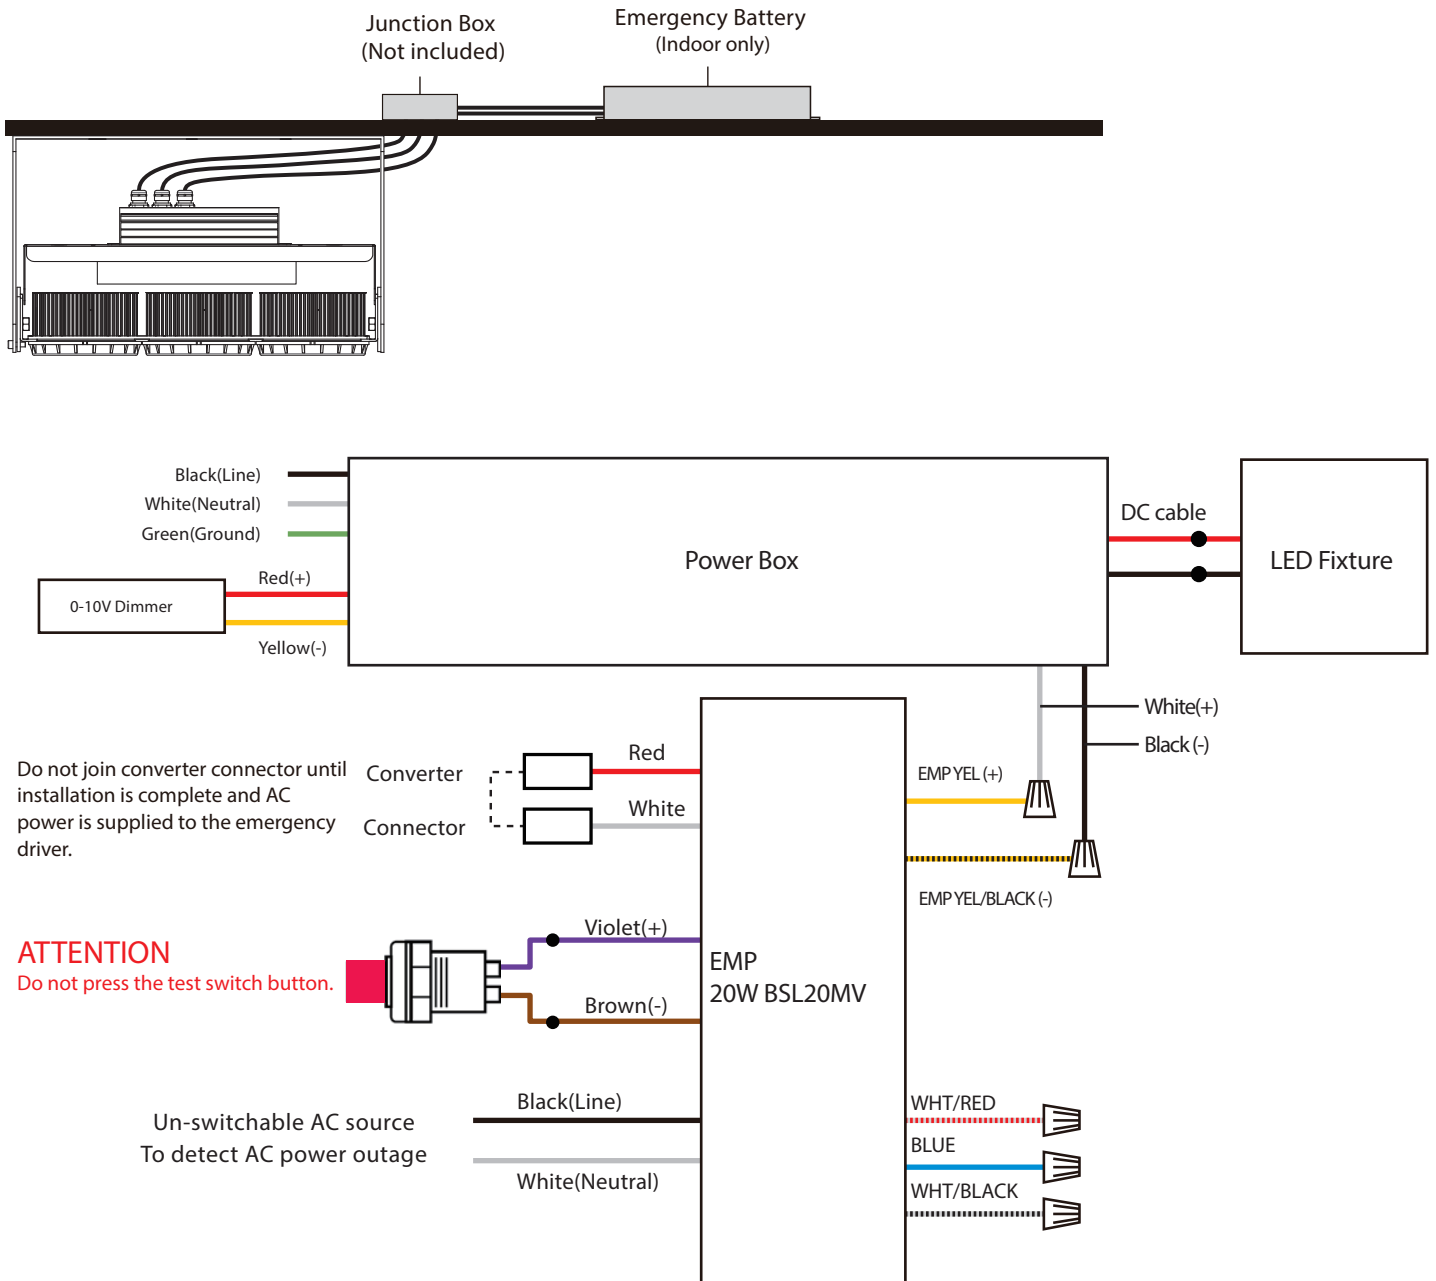 Junction Box
(Not included)
Emergency Battery
(Indoor only)
Black(Line)
White(Neutral)
Green(Ground)
Red(+)
0-10V Dimmer
Yellow(-)
Power Box
DC cable
LED Fixture
White(+)
Black (-)
Do not join converter connector until
installation is complete and AC
power is supplied to the emergency
driver.
Converter
Connector
Red
White
EMP YEL (+)
EMP YEL/BLACK (-)
ATTENTION
Do not press the test switch button.
Violet(+)
Brown(-)
EMP
20W BSL20MV
Un-switchable AC source
To detect AC power outage
Black(Line)
White(Neutral)
WHT/RED
BLUE
WHT/BLACK